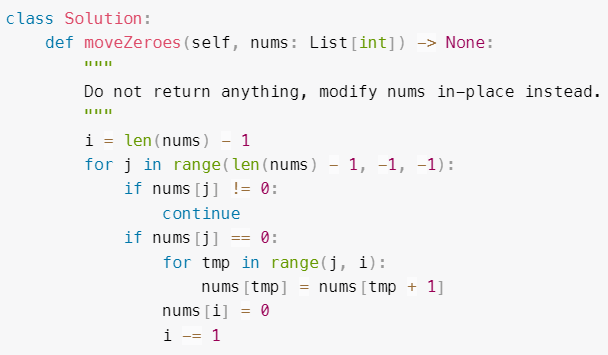 class Solution:
    def moveZeroes(self, nums: List[int]) -> None:
        """
        Do not return anything, modify nums in-place instead.
        """
        i = len(nums) - 1
        for j in range(len(nums) - 1, -1, -1):
            if nums[j] != 0:
                continue
            if nums[j] == 0:
                for tmp in range(j, i):
                    nums[tmp] = nums[tmp + 1]
                nums[i] = 0
                i -= 1